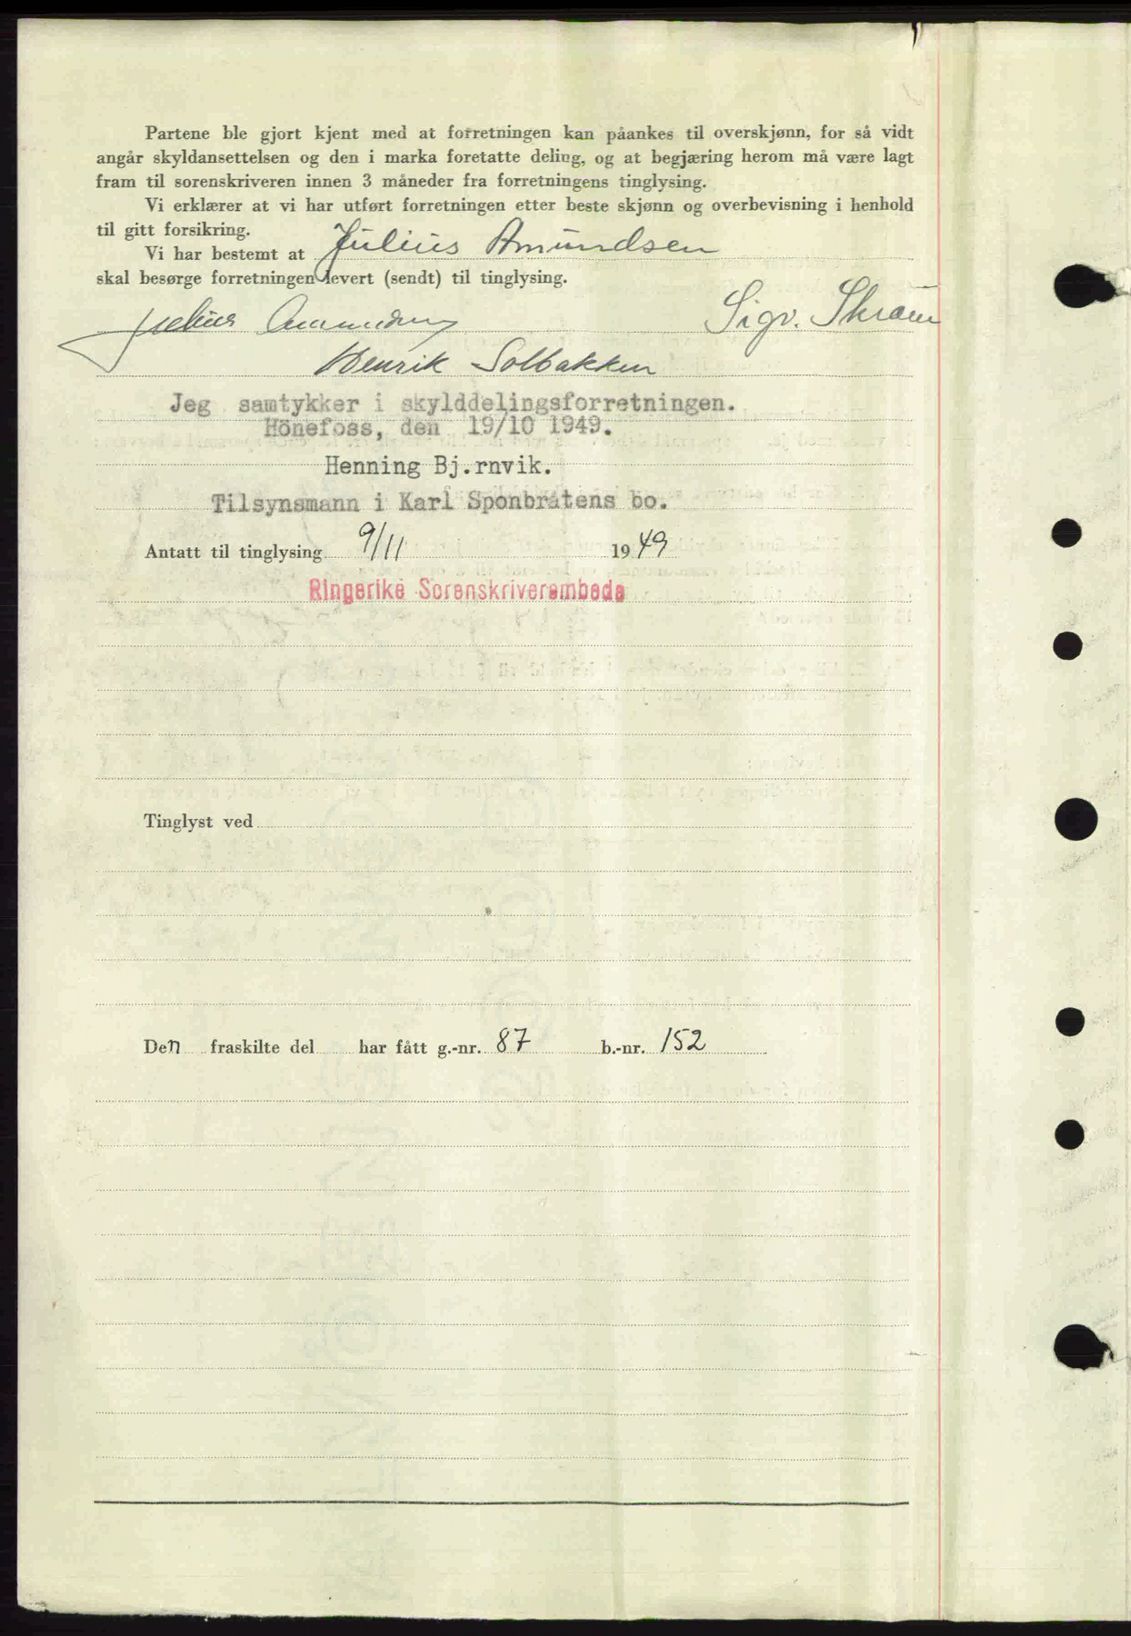 Partene ble gjort kjent med at forretningen kan påankes til overskjønn, for så vidt
angår skyldansettelsen og den i marka foretatte deling, og at begjæring herom må være lagt
fram til sorenskriveren innen 3 måneder fra forretningens tinglysing.
Vi erklærer at vi har utført forretningen etter beste skjønn og overbevisning i henhold
til gitt forsikring.
Vi har bestemt at Julius Amundsen
skal besørge forretningen levert (sendt) til tinglysing.
Julius Amundsen Sigv. Skram
Henrik Solbakken
Jeg samtykker i skylddelingsforretningen.
Hönefoss, den 19/10 1949.
Henning Bj.rnvik.
Tilsynsmann i Karl Sponbråtens bo.
Antatt til tinglysing 9/11 1949
Ringerike Sorenskriverembede
Tinglyst ved
Den fraskilte del har fått g.-nr. 87 b.-nr. 152